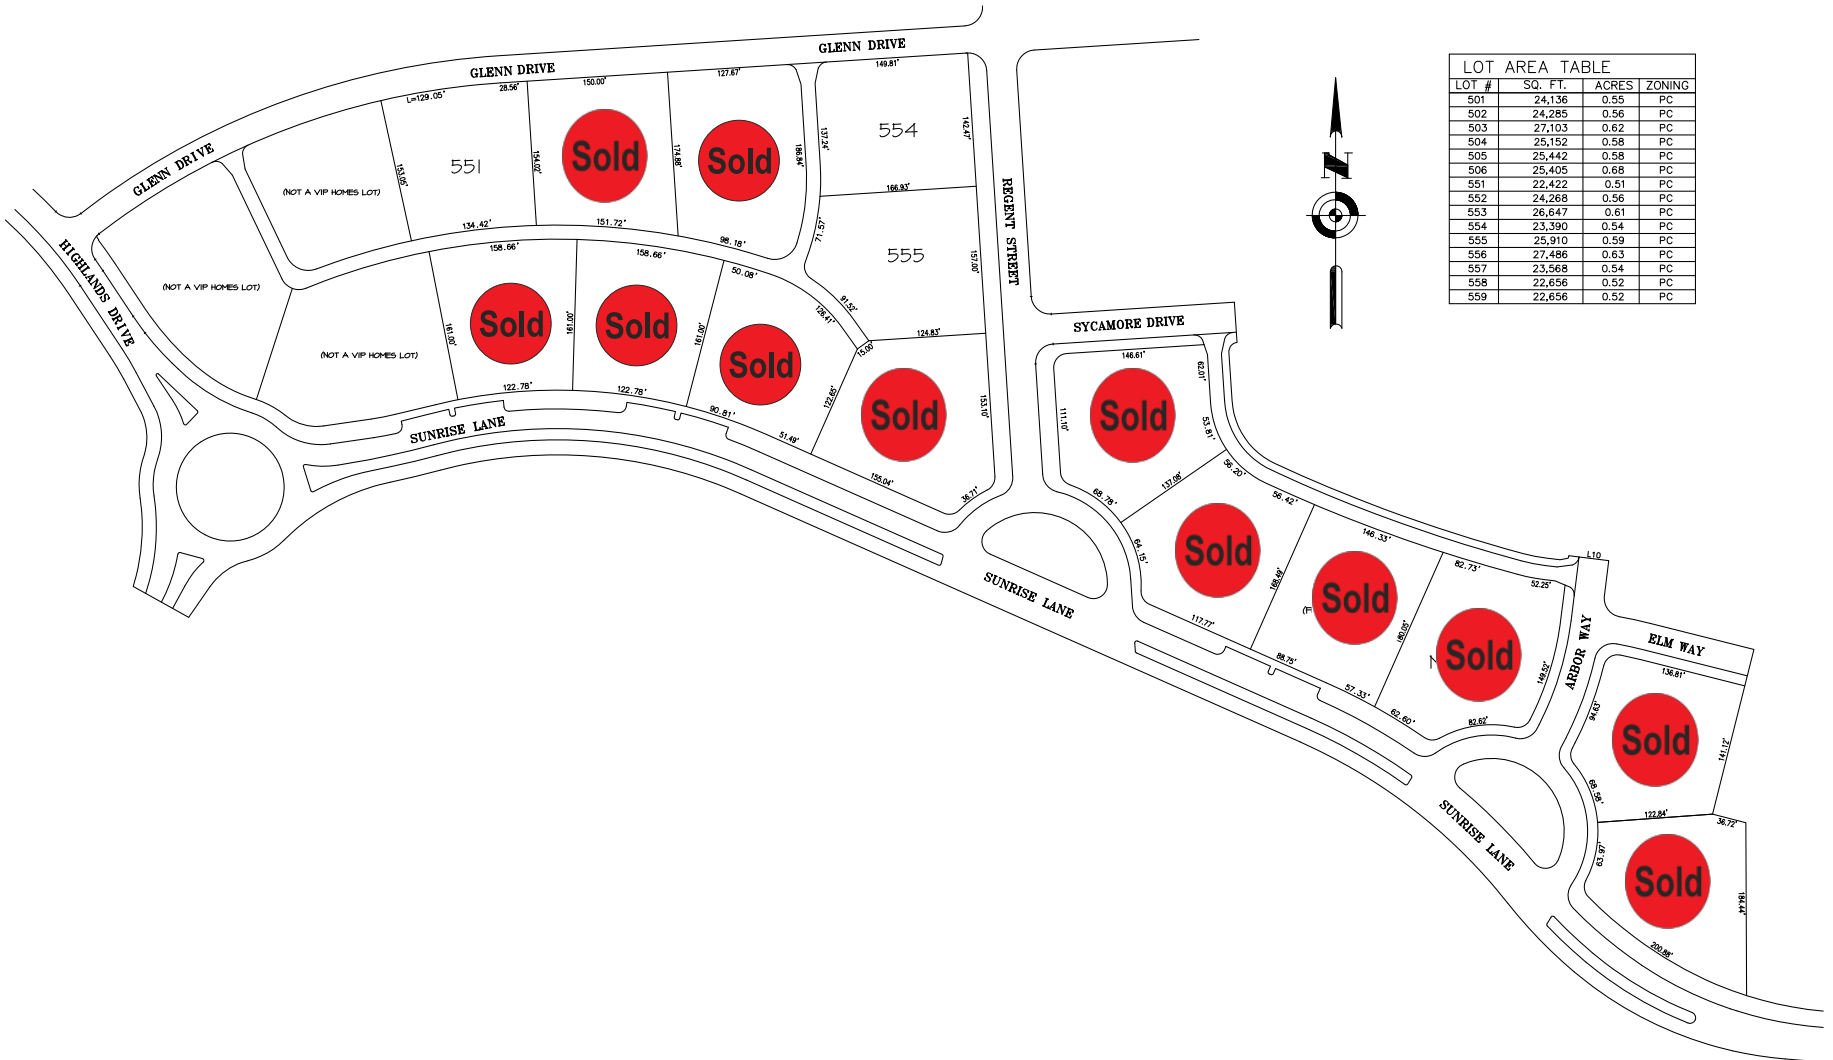 GLENN DRIVE
GLENN DRIVE
GLENN DRIVE
HIGHLANDS DRIVE
L=129.05'
28.56'
150.00'
127.67'
149.81'
153.05'
551
154.02'
Sold
174.88'
Sold
186.84'
137.24'
554
142.47'
(NOT A VIP HOMES LOT)
134.42'
151.72'
98.18'
71.57'
166.93'
555
157.00'
REGENT STREET
(NOT A VIP HOMES LOT)
(NOT A VIP HOMES LOT)
158.66'
158.66'
50.08'
126.41'
91.52'
15.00'
124.83'
161.00'
Sold
161.00'
Sold
161.00'
Sold
122.65'
Sold
153.10'
122.78'
122.78'
90.81'
51.49'
155.04'
36.71'
SUNRISE LANE
SYCAMORE DRIVE
146.61'
62.01'
111.10'
Sold
53.81'
68.78'
137.08'
56.20'
56.42'
64.15'
Sold
168.49'
117.77'
146.33'
(F
Sold
180.05'
88.75'
57.33'
82.73'
52.25'
L10
N
Sold
149.52'
62.60'
82.62'
SUNRISE LANE
ARBOR WAY
ELM WAY
136.81'
94.63'
Sold
141.12'
68.58'
122.84'
36.72'
63.97'
Sold
184.44'
200.88'
SUNRISE LANE
N
LOT AREA TABLE
LOT # SQ. FT. ACRES ZONING
501 24,136 0.55 PC
502 24,285 0.56 PC
503 27,103 0.62 PC
504 25,152 0.58 PC
505 25,442 0.58 PC
506 25,405 0.68 PC
551 22,422 0.51 PC
552 24,268 0.56 PC
553 26,647 0.61 PC
554 23,390 0.54 PC
555 25,910 0.59 PC
556 27,486 0.63 PC
557 23,568 0.54 PC
558 22,656 0.52 PC
559 22,656 0.52 PC